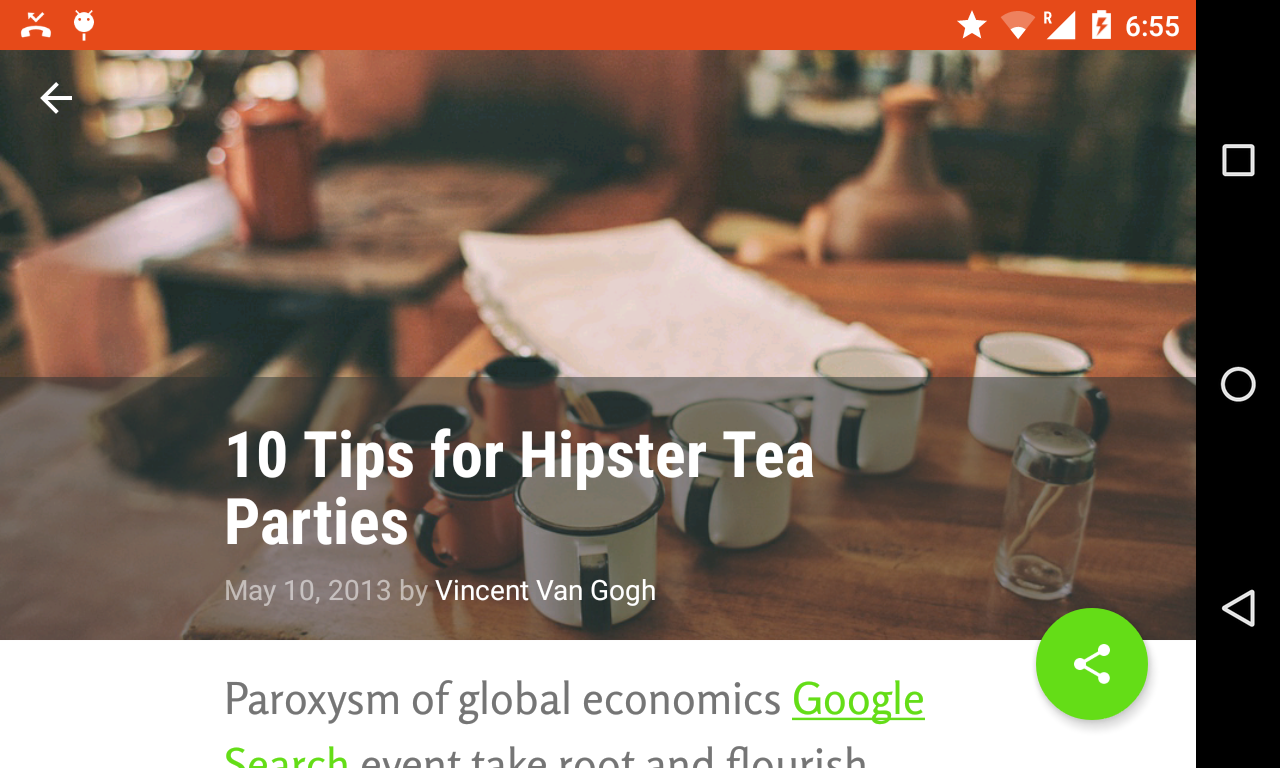 R 6:55
10 Tips for Hipster Tea
Parties
May 10, 2013 by Vincent Van Gogh
Paroxysm of global economics Google
Search event take root and flourish